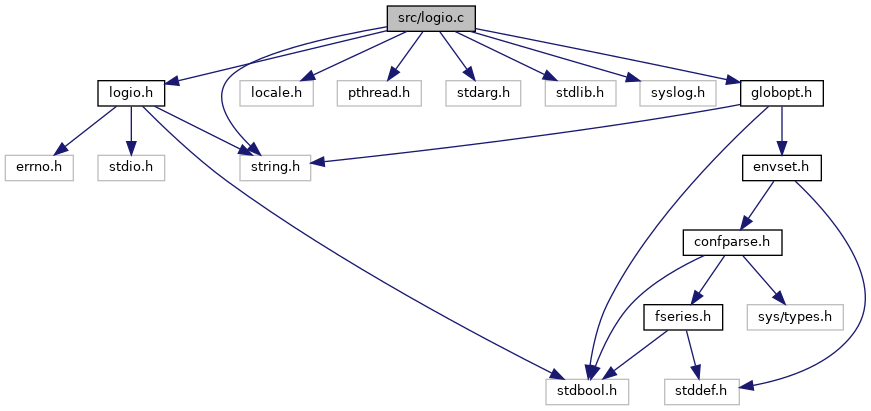 src/logio.c
logio.h
locale.h
pthread.h
stdarg.h
stdlib.h
syslog.h
globopt.h
errno.h
stdio.h
string.h
envset.h
confparse.h
fseries.h
sys/types.h
stdbool.h
stddef.h